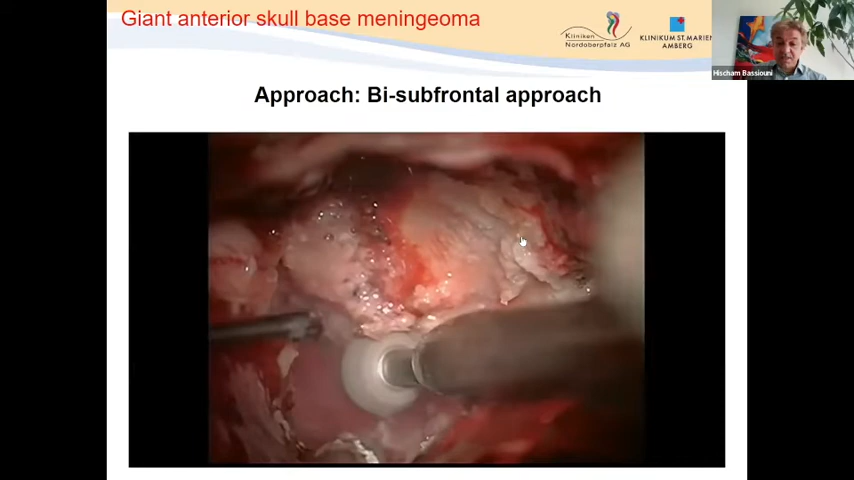 Giant anterior skull base meningeoma
Kliniken
Nordoberpfalz AG
KLINIKUM ST. MARIEN
AMBERG
Hischam Bassiouni
Approach: Bi-subfrontal approach